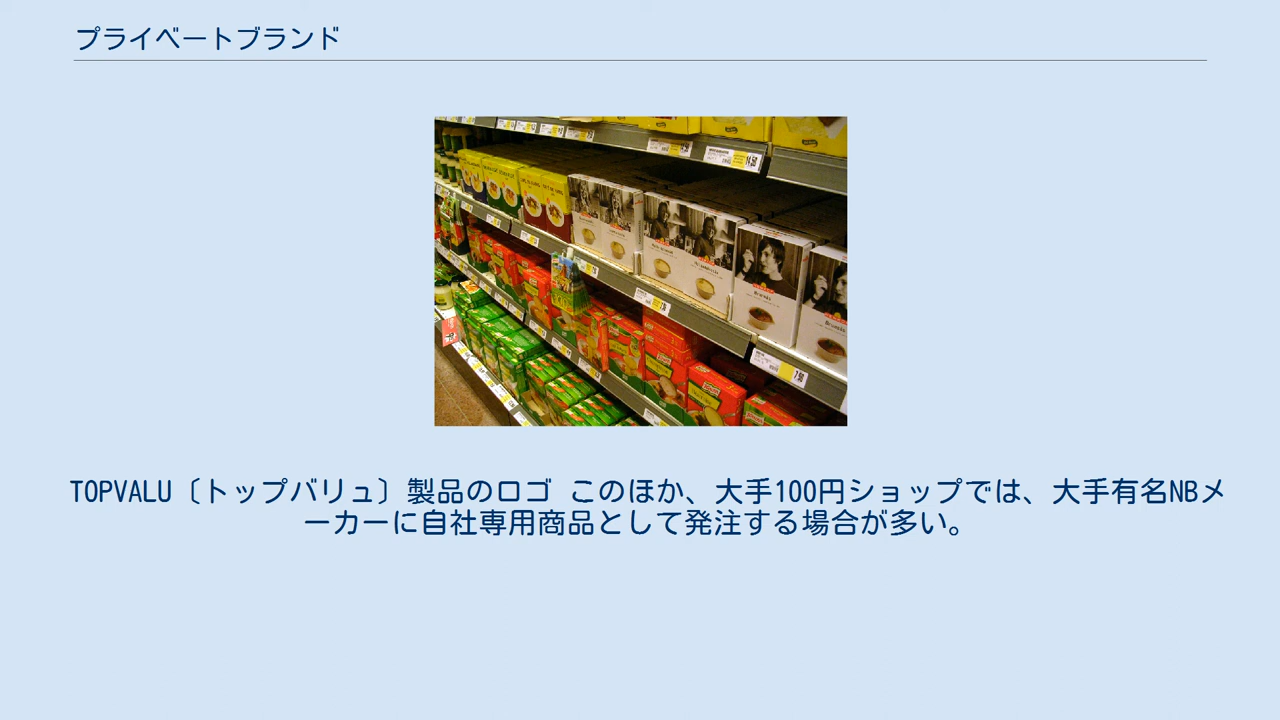 プライベートブランド
TOPVALU〔トップバリュ〕製品のロゴ このほか、大手100円ショップでは、大手有名NBメ
ーカーに自社専用商品として発注する場合が多い。